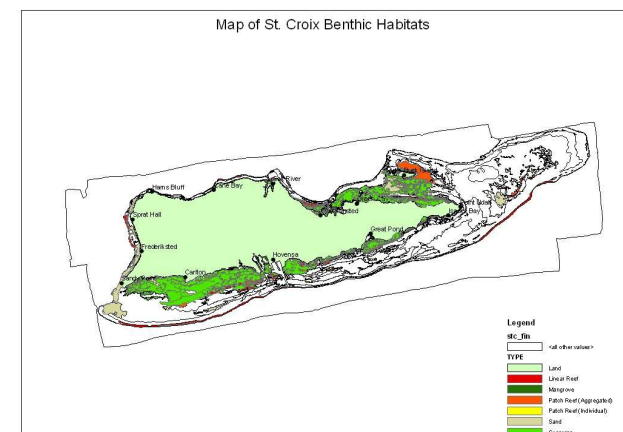 Map of St. Croix Benthic Habitats
Hams Bluff
Cane Bay
River
Sprat Hall
Frederiksted
Great Pond
Hovensa
Carlton
Legend
stc_fin
<all other values>
TYPE
Land
Linear Reef
Mangrove
Patch Reef (Aggregated)
Patch Reef (Individual)
Sand